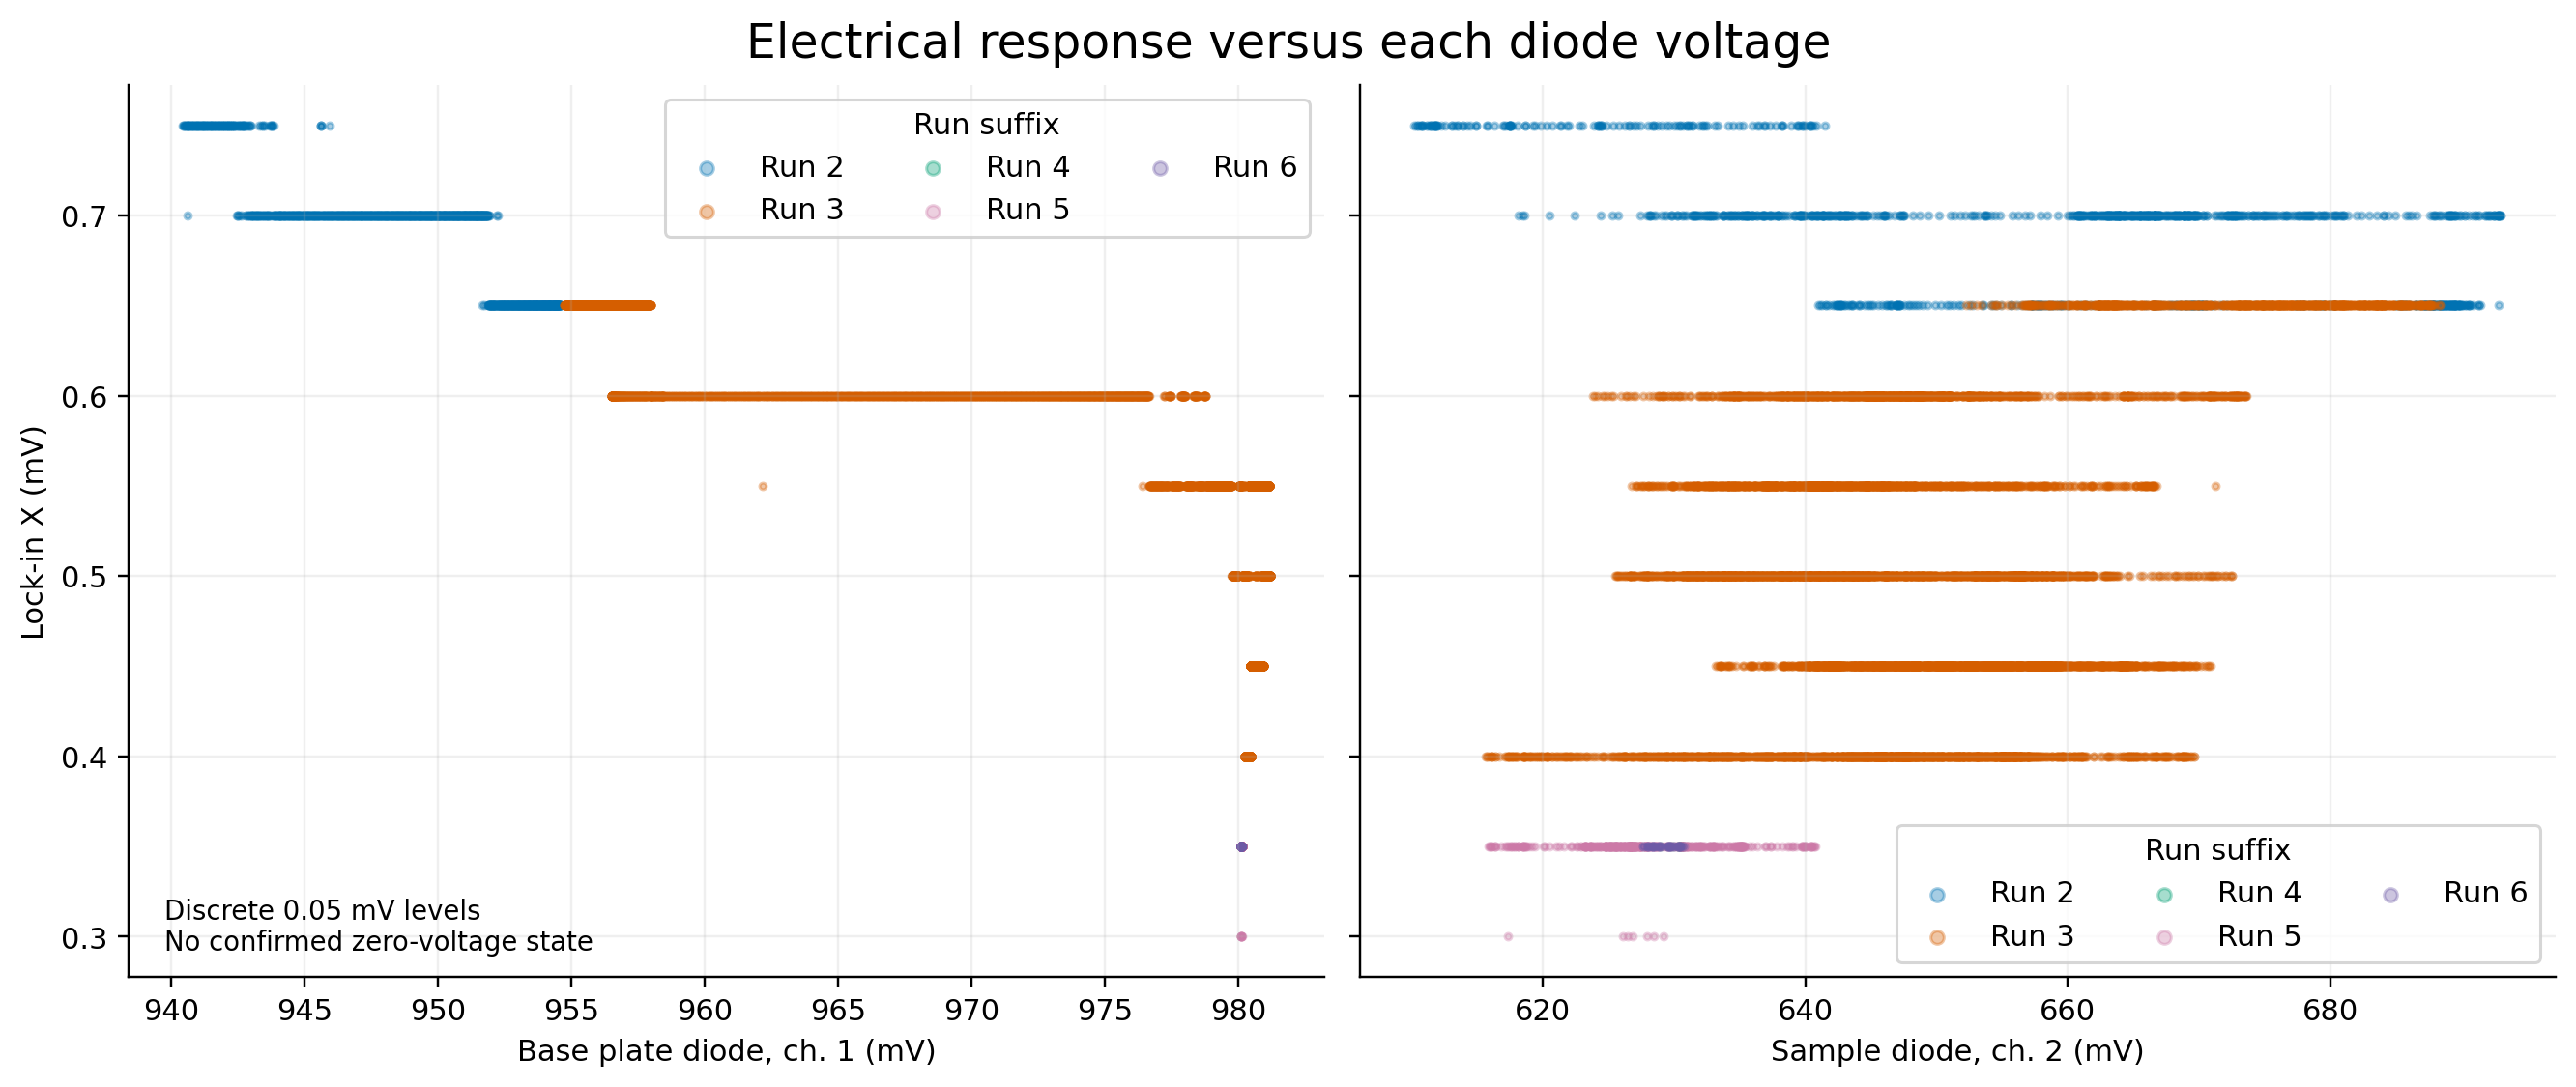 Electrical response versus each diode voltage
Lock-in X (mV)
0.7
0.6
0.5
0.4
0.3
Run suffix
Run 2
Run 4
Run 6
Run 3
Run 5
Discrete 0.05 mV levels
No confirmed zero-voltage state
940 945 950 955 960 965 970 975 980
Base plate diode, ch. 1 (mV)
Run suffix
Run 2
Run 4
Run 6
Run 3
Run 5
620 640 660 680
Sample diode, ch. 2 (mV)